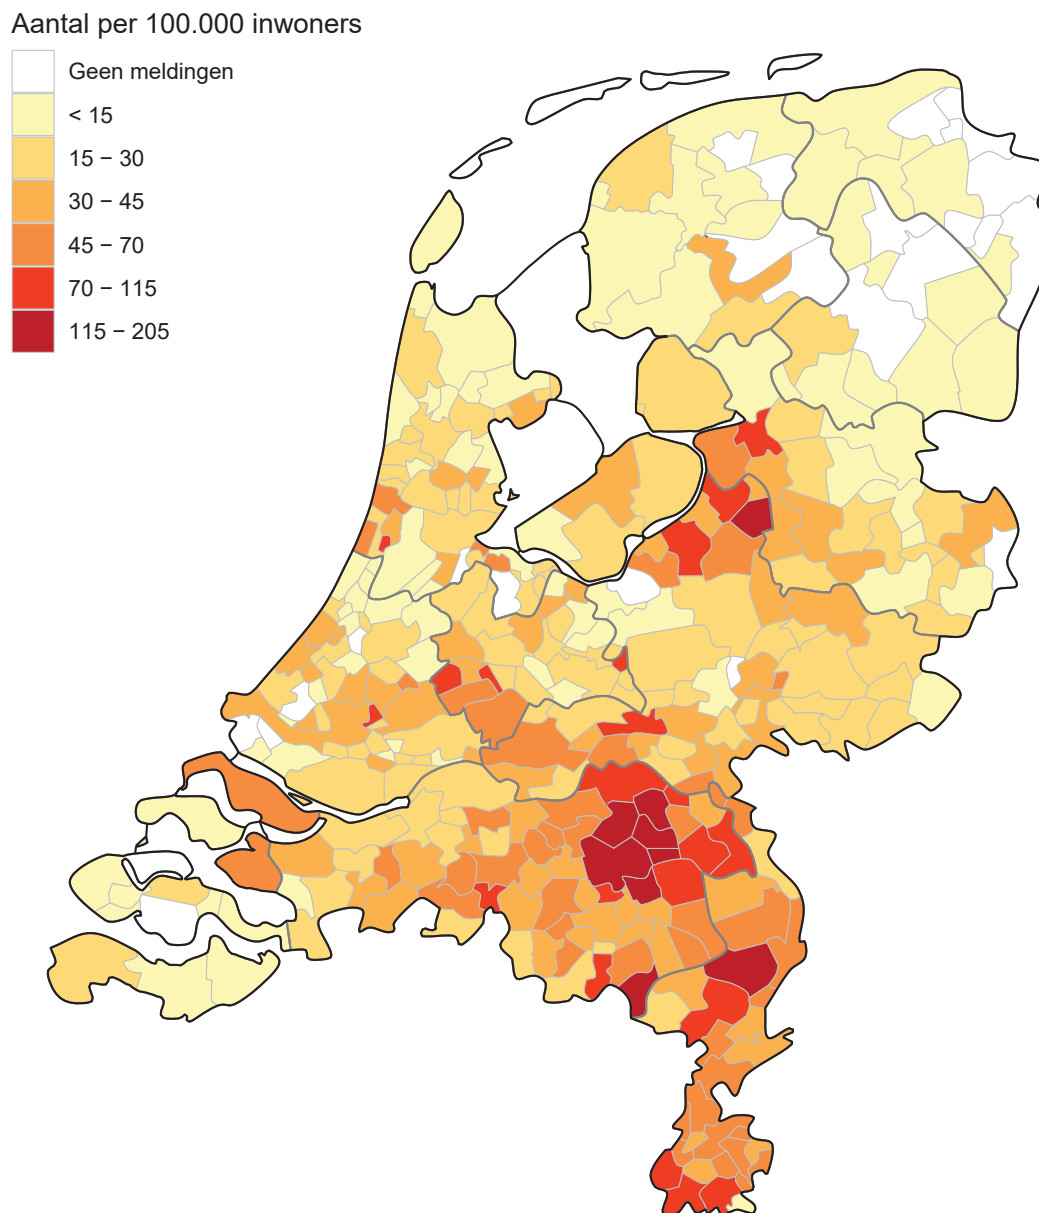 Aantal per 100.000 inwoners
Geen meldingen
< 15
15 − 30
30 − 45
45 − 70
70 − 115
115 − 205